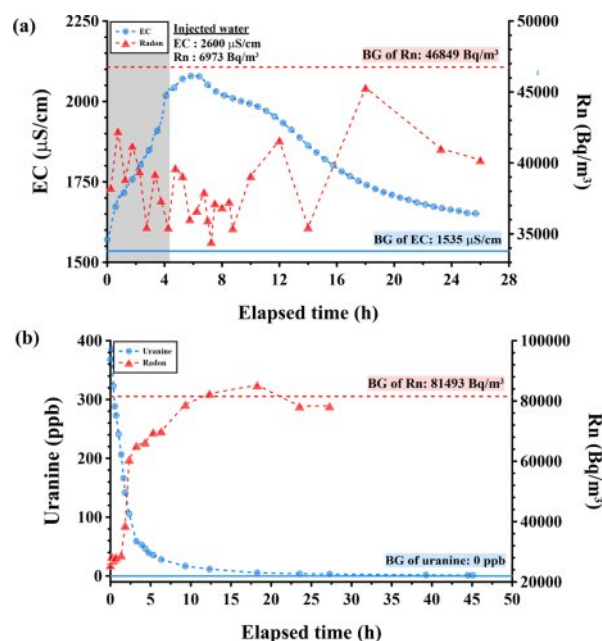 (a)
EC
Radon
Injected water
EC : 2600 μS/cm
Rn : 6973 Bq/m³
BG of Rn: 46849 Bq/m³
BG of EC: 1535 μS/cm
EC (μS/cm)
2250
2000
1750
1500
Rn (Bq/m³)
50000
45000
40000
35000
30000
0 4 8 12 16 20 24 28
Elapsed time (h)
(b)
Uranine
Radon
BG of Rn: 81493 Bq/m³
BG of uranine: 0 ppb
Uranine (ppb)
400
300
200
100
0
Rn (Bq/m³)
100000
80000
60000
40000
20000
0 5 10 15 20 25 30 35 40 45 50
Elapsed time (h)